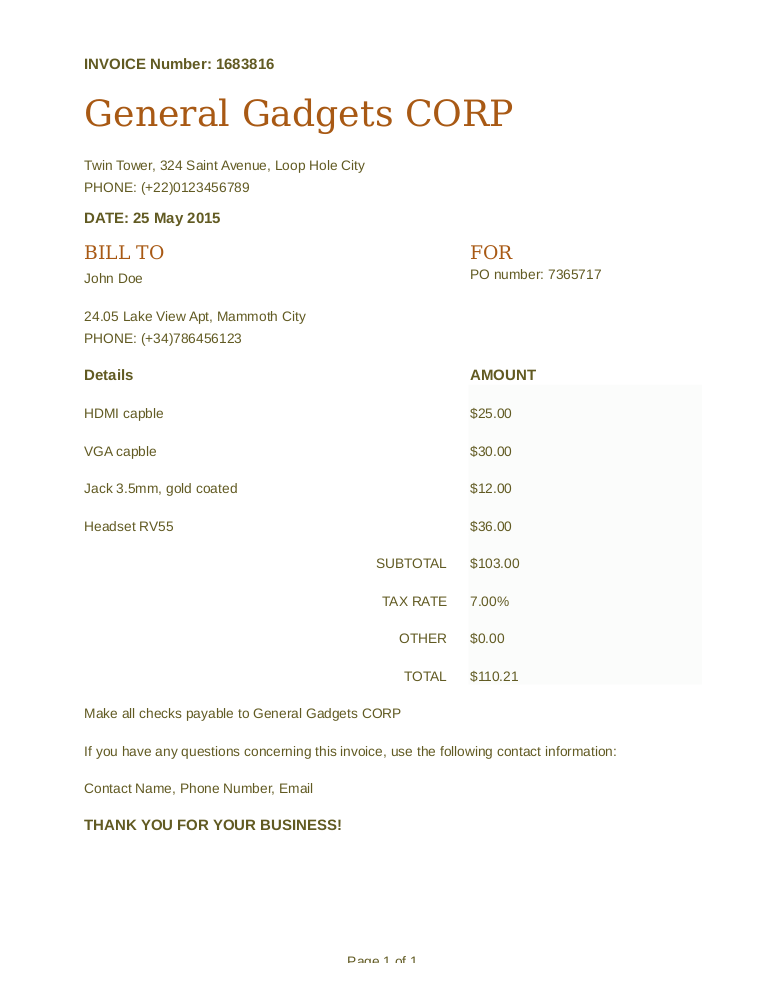 INVOICE Number: 1683816
General Gadgets CORP
Twin Tower, 324 Saint Avenue, Loop Hole City
PHONE: (+22)0123456789
DATE: 25 May 2015
BILL TO FOR
John Doe PO number: 7365717
24.05 Lake View Apt, Mammoth City
PHONE: (+34)786456123
Details AMOUNT
HDMI capble $25.00
VGA capble $30.00
Jack 3.5mm, gold coated $12.00
Headset RV55 $36.00
SUBTOTAL $103.00
TAX RATE 7.00%
OTHER $0.00
TOTAL $110.21
Make all checks payable to General Gadgets CORP
If you have any questions concerning this invoice, use the following contact information:
Contact Name, Phone Number, Email
THANK YOU FOR YOUR BUSINESS!
Page 1 of 1